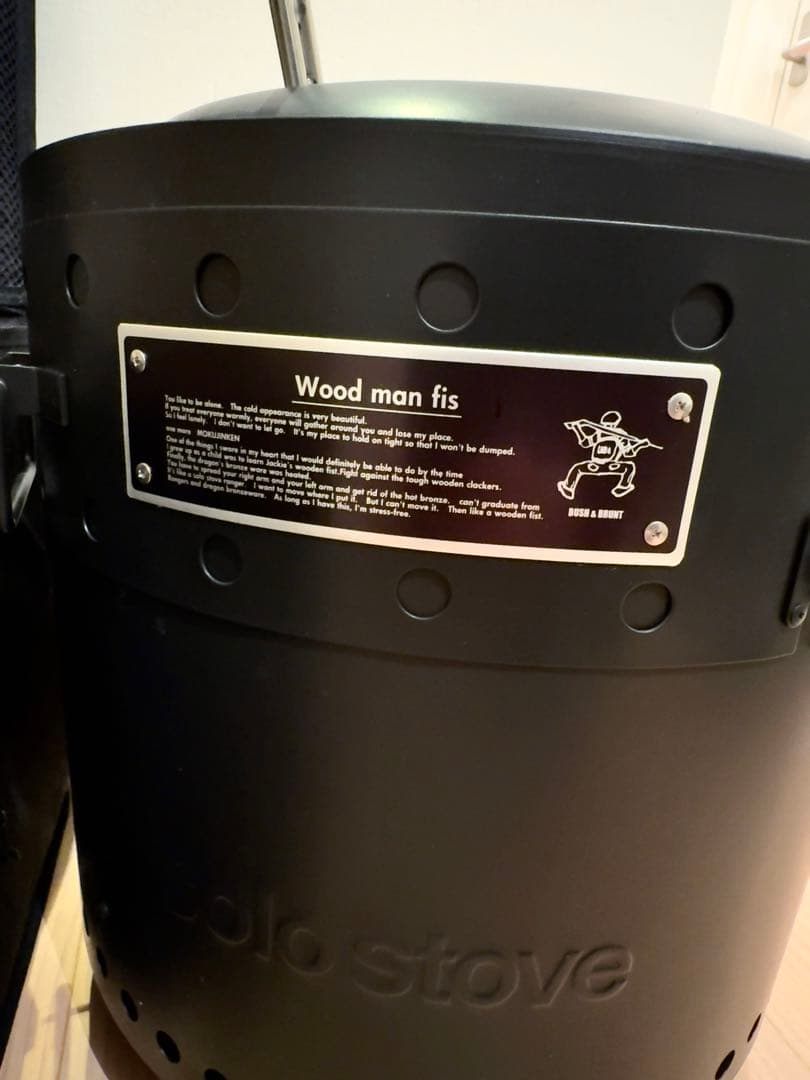 Wood man fis
You like to be alone. The cold appearance is very beautiful.
If you treat everyone warmly, everyone will gather around you and lose my place.
So I feel lonely. I don't want to let go. It's my place to hold on tight so that I won't be dumped.
one more MOKUJINKEN
One of the things I swore in my heart that I would definitely be able to do by the time
I grew up as a child was to learn Jackie's wooden fist.Fight against the tough wooden clockers.
Finally, the dragon's bronze ware was heated.
You have to spread your right arm and your left arm and get rid of the hot bronze. can't graduate from
It's like a solo stove ranger I want to move where I put it. But I can't move it. Then like a wooden fist.
Rangers and dragon bronzeware. As long as I have this, I'm stress-free.
BUSH & BRUNT
solo stove